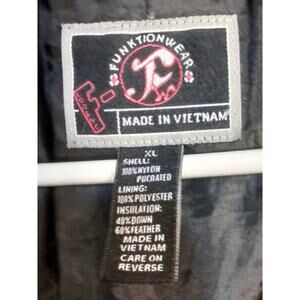 FUNKTIONWEAR
MADE IN VIETNAM
XL
SHELL:
100%NYLON
PUCOATED
LINING:
100%POLYESTER
INSULATION:
40%DOWN
60%FEATHER
MADE IN
VIETNAM
CARE ON
REVERSE